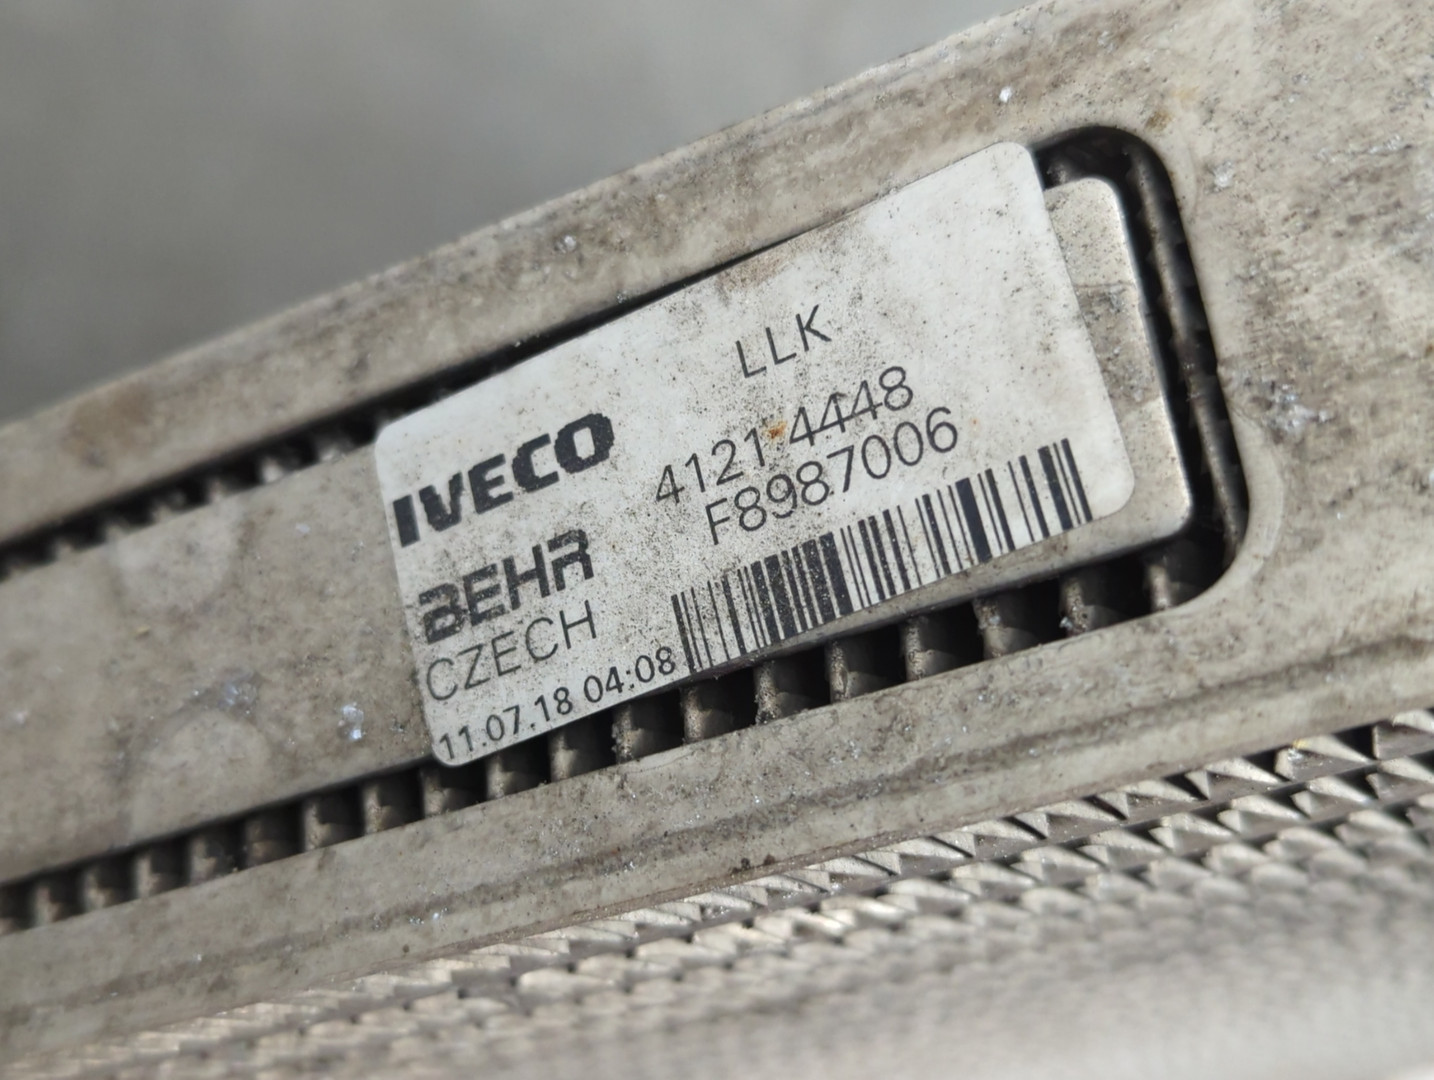 LLK
IVECO 4121 4448
F8987006
BEHR
CZECH
11.07.18 04:08